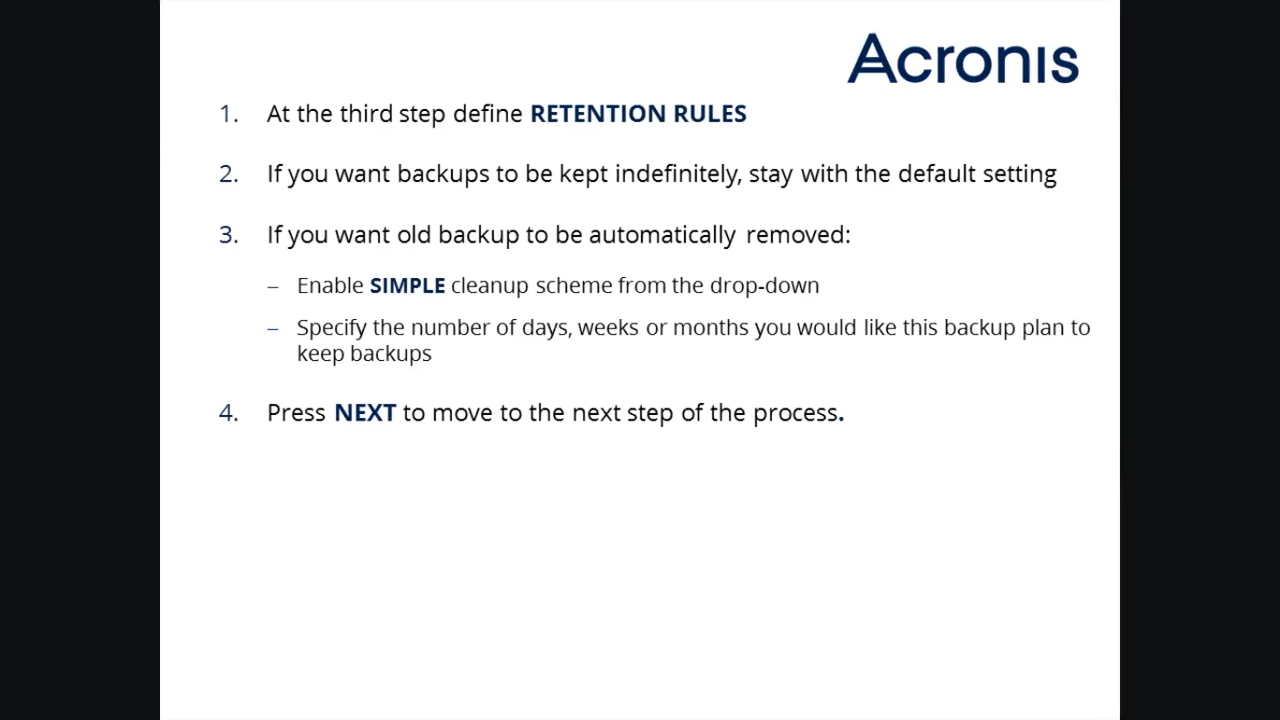 Acronis
1. At the third step define RETENTION RULES
2. If you want backups to be kept indefinitely, stay with the default setting
3. If you want old backup to be automatically removed:
– Enable SIMPLE cleanup scheme from the drop-down
– Specify the number of days, weeks or months you would like this backup plan to
keep backups
4. Press NEXT to move to the next step of the process.